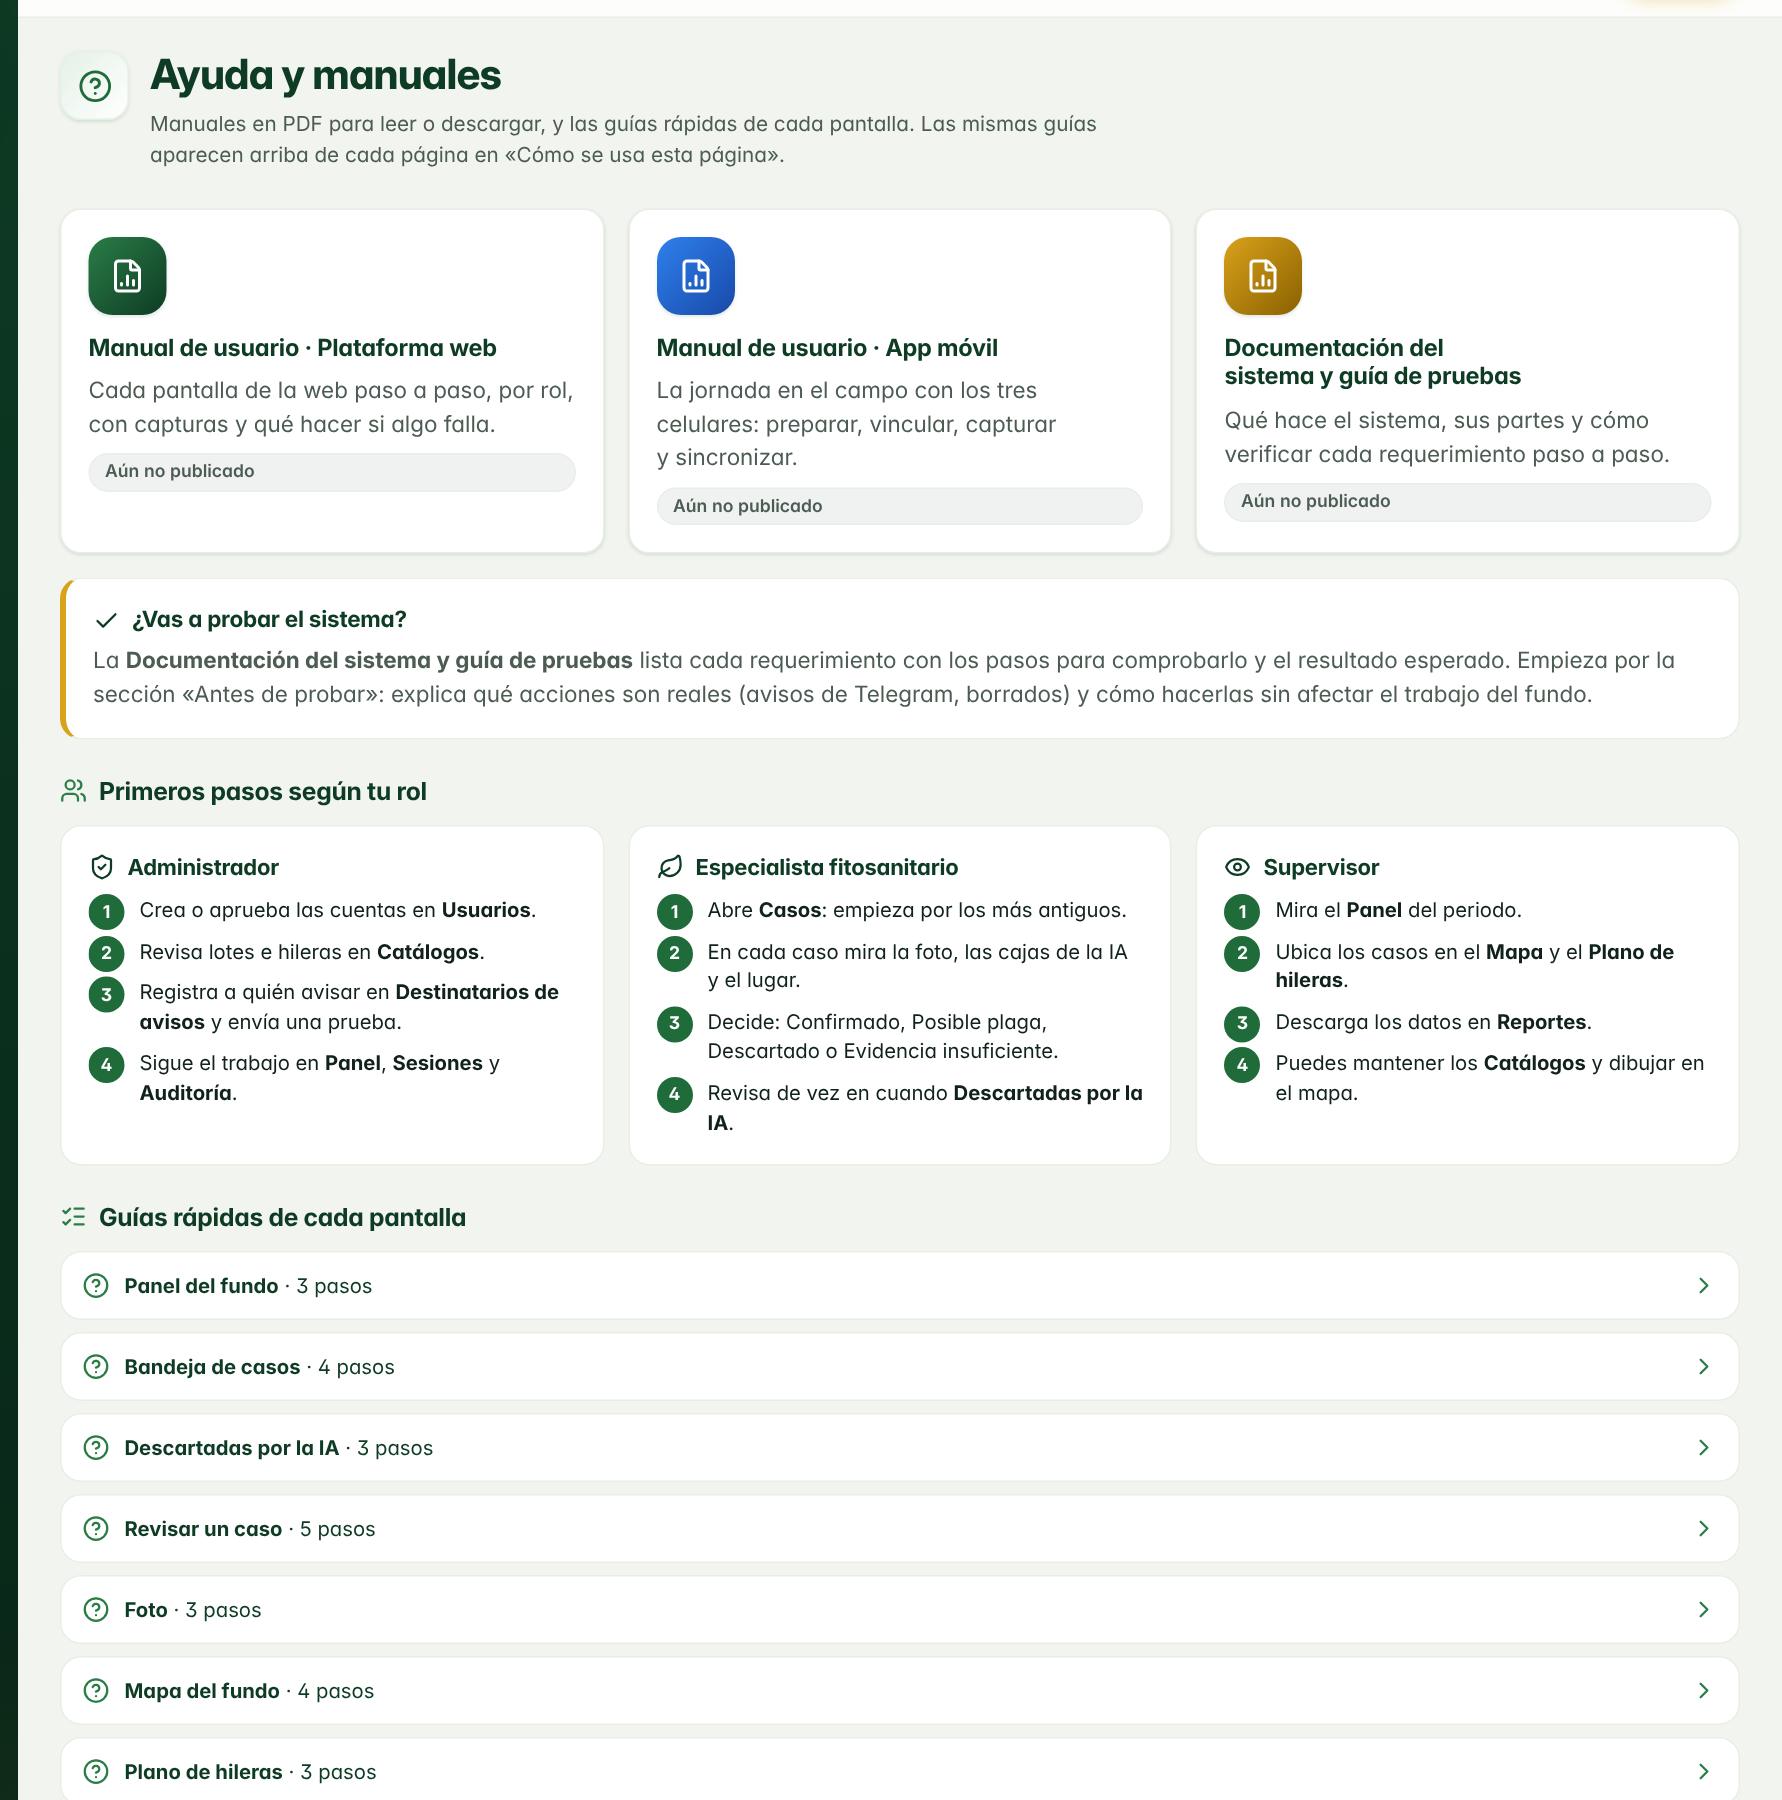 Ayuda y manuales
Manuales en PDF para leer o descargar, y las guías rápidas de cada pantalla. Las mismas guías
aparecen arriba de cada página en «Cómo se usa esta página».
Manual de usuario · Plataforma web
Cada pantalla de la web paso a paso, por rol,
con capturas y qué hacer si algo falla.
Aún no publicado
Manual de usuario · App móvil
La jornada en el campo con los tres
celulares: preparar, vincular, capturar
y sincronizar.
Aún no publicado
Documentación del
sistema y guía de pruebas
Qué hace el sistema, sus partes y cómo
verificar cada requerimiento paso a paso.
Aún no publicado
¿Vas a probar el sistema?
La Documentación del sistema y guía de pruebas lista cada requerimiento con los pasos para comprobarlo y el resultado esperado. Empieza por la
sección «Antes de probar»: explica qué acciones son reales (avisos de Telegram, borrados) y cómo hacerlas sin afectar el trabajo del fundo.
Primeros pasos según tu rol
Administrador
1 Crea o aprueba las cuentas en Usuarios.
2 Revisa lotes e hileras en Catálogos.
3 Registra a quién avisar en Destinatarios de
avisos y envía una prueba.
4 Sigue el trabajo en Panel, Sesiones y
Auditoría.
Especialista fitosanitario
1 Abre Casos: empieza por los más antiguos.
2 En cada caso mira la foto, las cajas de la IA
y el lugar.
3 Decide: Confirmado, Posible plaga,
Descartado o Evidencia insuficiente.
4 Revisa de vez en cuando Descartadas por la
IA.
Supervisor
1 Mira el Panel del periodo.
2 Ubica los casos en el Mapa y el Plano de
hileras.
3 Descarga los datos en Reportes.
4 Puedes mantener los Catálogos y dibujar en
el mapa.
Guías rápidas de cada pantalla
Panel del fundo · 3 pasos
Bandeja de casos · 4 pasos
Descartadas por la IA · 3 pasos
Revisar un caso · 5 pasos
Foto · 3 pasos
Mapa del fundo · 4 pasos
Plano de hileras · 3 pasos